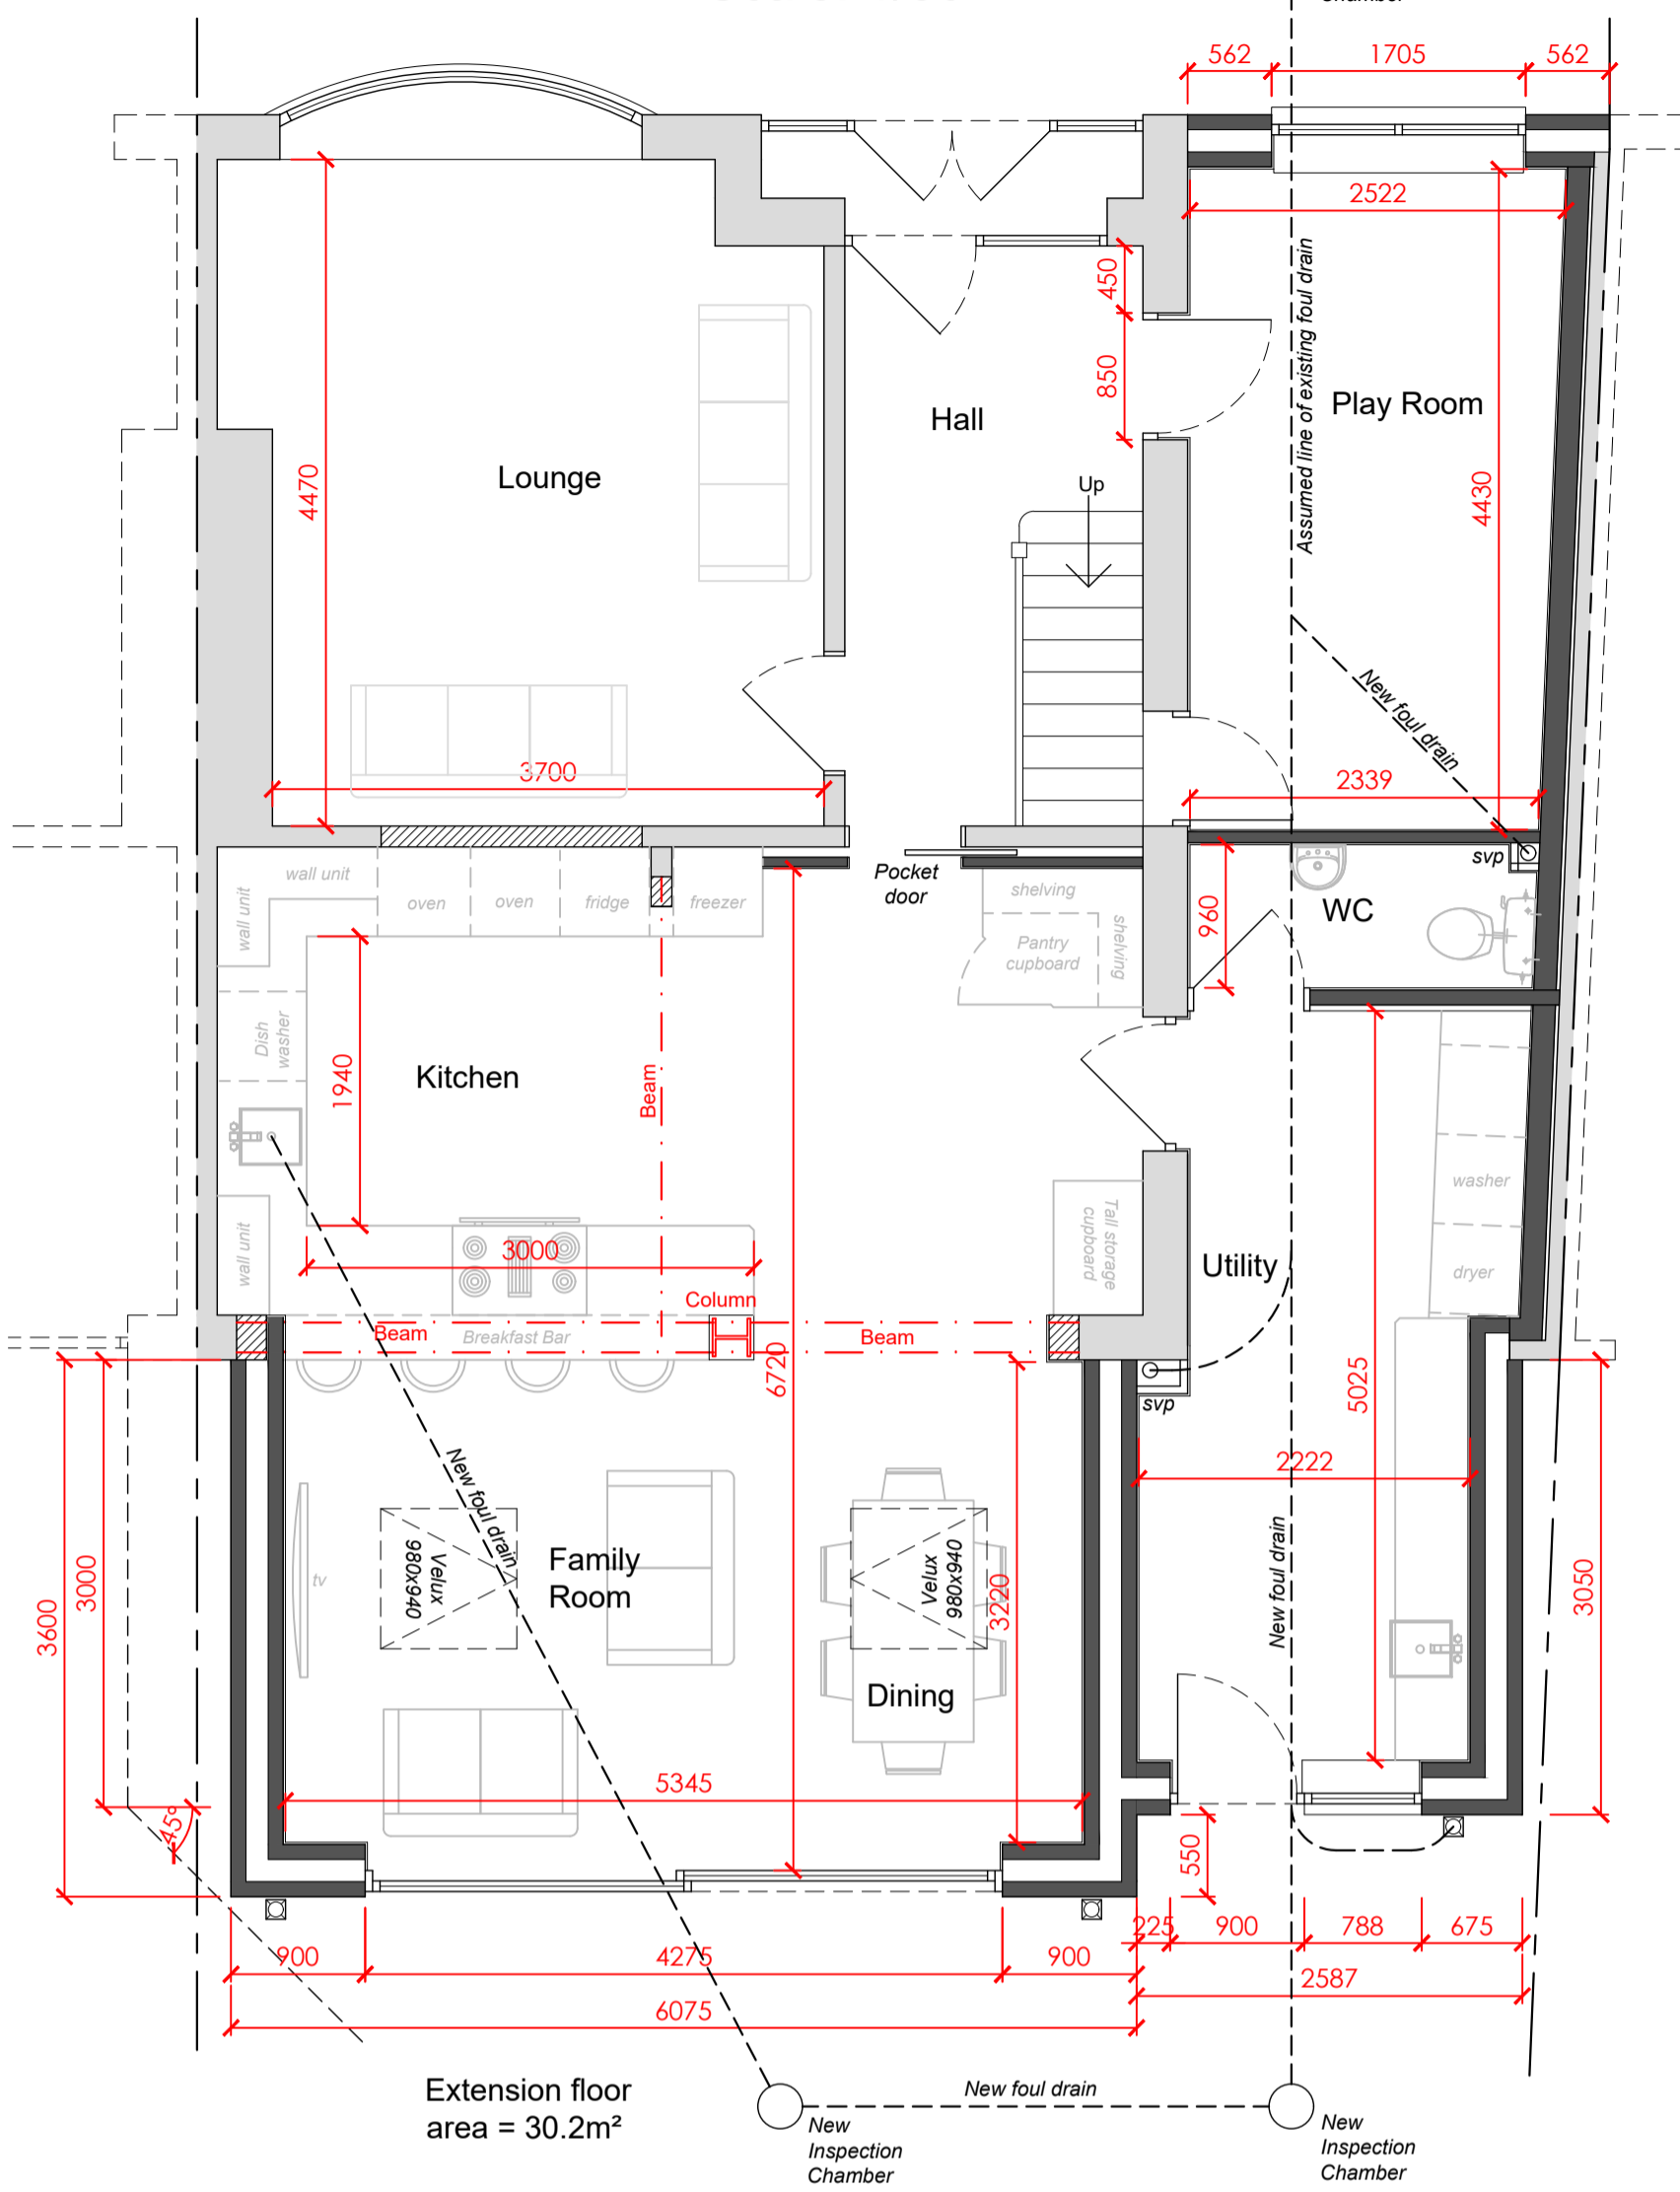 Chamber
562
1705
562
2522
450
850
4430
Assumed line of existing foul drain
Hall
Play Room
Lounge
4470
Up
New foul drain
3700
2339
svp
Pocket
door
wall unit
wall unit
oven
oven
fridge
freezer
shelving
shelving
Pantry
cupboard
960
WC
Dish
washer
1940
Kitchen
Beam
washer
dryer
wall unit
3000
Tall storage
cupboard
Utility
Column
Beam
Breakfast Bar
Beam
6720
svp
5025
2222
New foul drain
New foul drain
tv
Velux
980x940
Family
Room
Velux
980x940
3220
3000
3600
3050
Dining
5345
45°
550
225
900
788
675
900
4275
900
2587
6075
Extension floor
area = 30.2m²
New foul drain
New
Inspection
Chamber
New
Inspection
Chamber